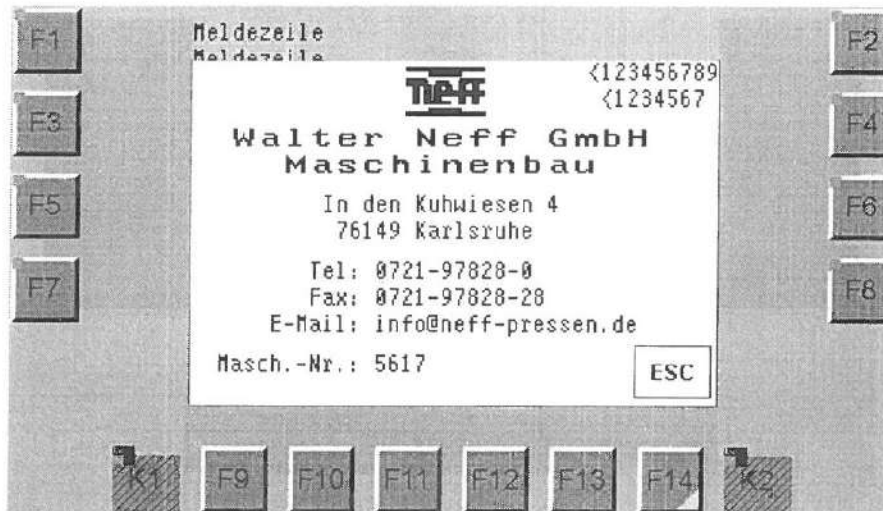 F1
F2
Meldezeile
Meldezeile
neff
<123456789
<1234567
F3
F4
Walter Neff GmbH
Maschinenbau
F5
F6
In den Kuhwiesen 4
76149 Karlsruhe
F7
F8
Tel: 0721-97828-0
Fax: 0721-97828-28
E-Mail: info@neff-pressen.de
Masch.-Nr.: 5617
ESC
K1 F9 F10 F11 F12 F13 F14 K2